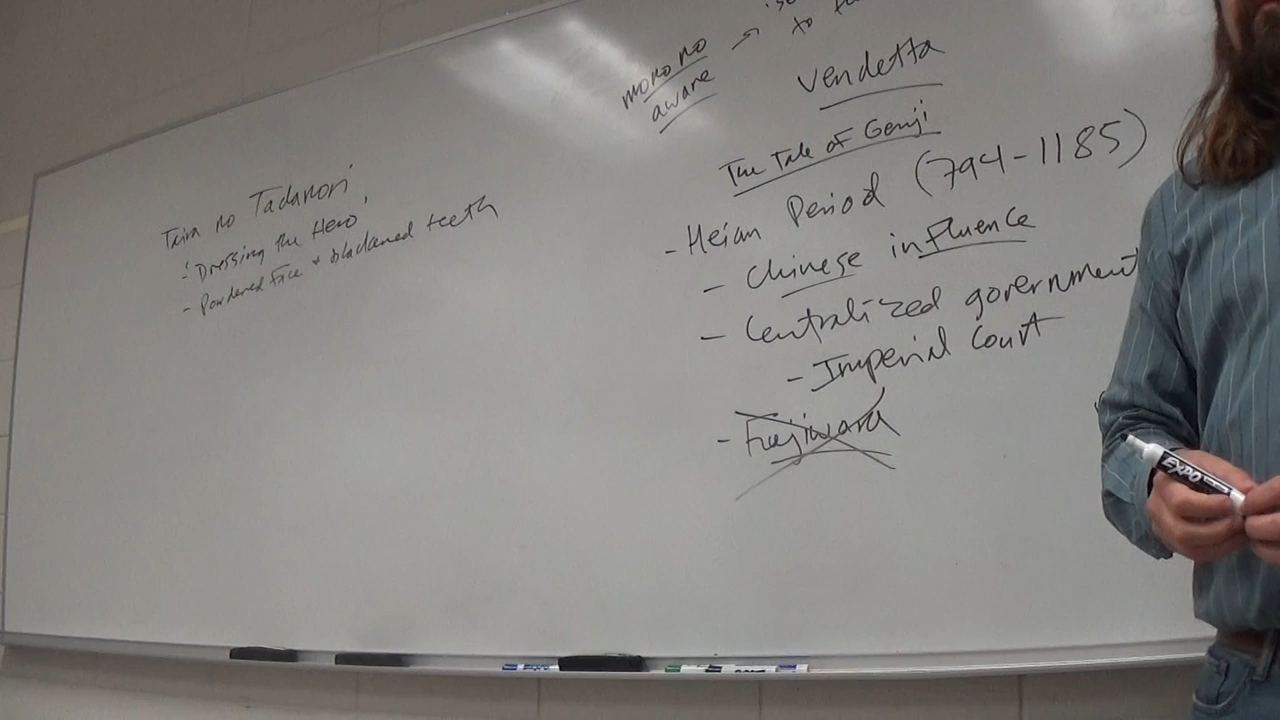 Taira no Tadanori
- 'Dressing the Hero'
- Powdered face + blackened teeth
mono no
aware →
to
Vendetta
The Tale of Genji
- Heian Period (794-1185)
- Chinese influence
- Centralized government
- Imperial Court
- Fujiwara
EXPO